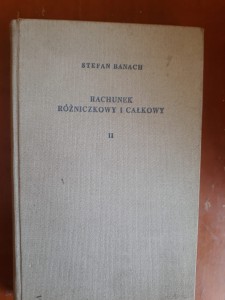 STEFAN BANACH
RACHUNEK
RÓŻNICZKOWY I CAŁKOWY
II